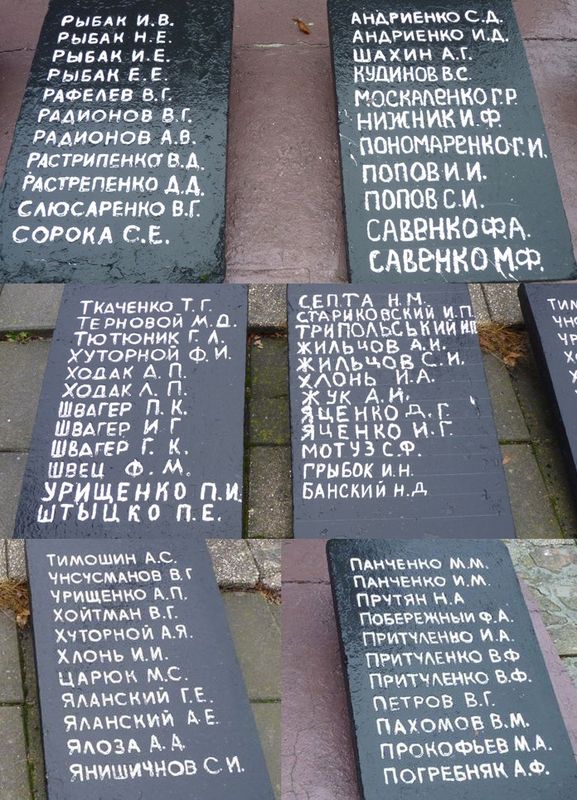 РЫБАК И.В.
РЫБАК Н.Е.
РЫБАК И.Е.
РЫБАК Е.Е.
РАФЕЛЕВ В.Г.
РАДИОНОВ В.Г.
РАДИОНОВ А.В.
РАСТРИПЕНКО В.Д.
РАСТРЕПЕНКО Д.Д.
СЛЮСАРЕНКО В.Г.
СОРОКА С.Е.
АНДРИЕНКО С.Д.
АНДРИЕНКО И.Д.
ШАХИН А.Г.
КУДИНОВ В.С.
МОСКАЛЕНКО Г.Р.
НИЖНИК И.Ф.
ПОНОМАРЕНКО Г.И.
ПОПОВ И.И.
ПОПОВ С.И.
САВЕНКО Ф.А.
САВЕНКО М.Ф.
ТКАЧЕНКО Т.Г.
ТЕРНОВОЙ М.Д.
ТЮТЮНИК Г.Л.
ХУТОРНОЙ Ф.И.
ХОДАК А.П.
ХОДАК Л.П.
ШВАГЕР П.К.
ШВАГЕР И.Г.
ШВАГЕР Г.К.
ШВЕЦ Ф.М.
УРИЩЕНКО П.И.
ШТЫЦКО П.Е.
СЕПТА Н.М.
СТАРИКОВСКИЙ И.П.
ТРИПОЛЬСЬКИЙ
ЖИЛЬЦОВ А.И.
ЖИЛЬЦОВ С.И.
ХЛОНЬ И.А.
ЖУК А.И.
ЯЦЕНКО Д.Г.
ЯЦЕНКО И.Г.
МОТУЗ С.Ф.
ГРЫБОК И.Н.
БАНСКИЙ Н.Д
ТИМОШИН А.С.
УНСУСМАНОВ В.Г
УРИЩЕНКО А.П.
ХОЙТМАН В.Г.
ХУТОРНОЙ А.Я.
ХЛОНЬ И.И.
ЦАРЮК М.С.
ЯЛАНСКИЙ Г.Е.
ЯЛАНСКИЙ А.Е.
ЯЛОЗА А.Д.
ЯНИШИЧНОВ С.И.
ПАНЧЕНКО М.М.
ПАНЧЕНКО И.М.
ПРУТЯН Н.А
ПОБЕРЕЖНЫЙ Ф.А.
ПРИТУЛЕНКО И.А.
ПРИТУЛЕНКО В.Ф
ПРИТУЛЕНКО В.Ф.
ПЕТРОВ В.Г.
ПАХОМОВ В.М.
ПРОКОФЬЕВ М.А.
ПОГРЕБНЯК А.Ф.